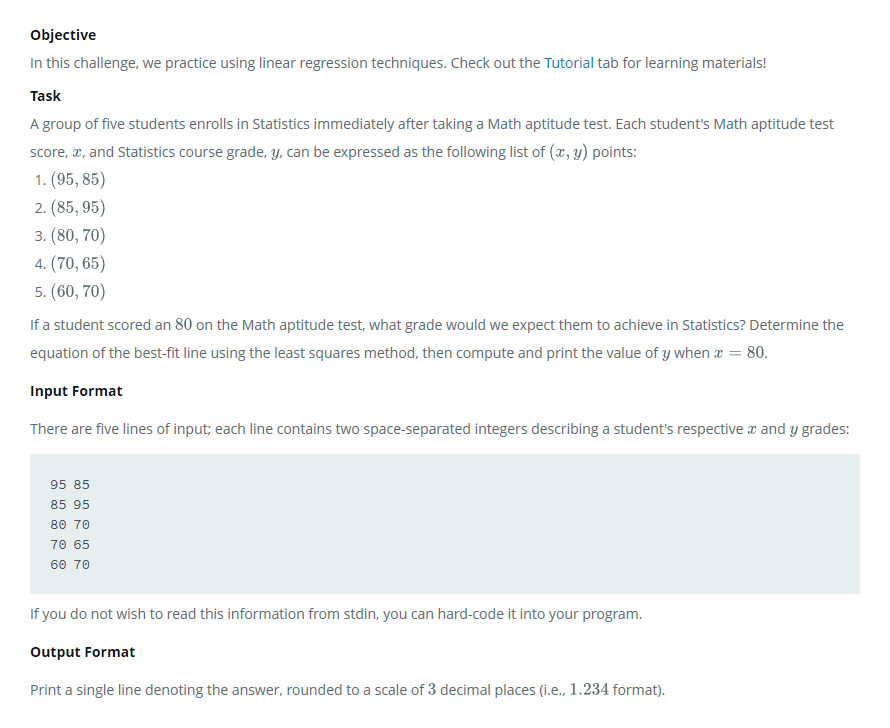 Objective
In this challenge, we practice using linear regression techniques. Check out the Tutorial tab for learning materials!
Task
A group of five students enrolls in Statistics immediately after taking a Math aptitude test. Each student's Math aptitude test
score, x, and Statistics course grade, y, can be expressed as the following list of (x, y) points:
1. (95, 85)
2. (85, 95)
3. (80, 70)
4. (70, 65)
5. (60, 70)
If a student scored an 80 on the Math aptitude test, what grade would we expect them to achieve in Statistics? Determine the
equation of the best-fit line using the least squares method, then compute and print the value of y when x = 80.
Input Format
There are five lines of input; each line contains two space-separated integers describing a student's respective x and y grades:
95 85
85 95
80 70
70 65
60 70
If you do not wish to read this information from stdin, you can hard-code it into your program.
Output Format
Print a single line denoting the answer, rounded to a scale of 3 decimal places (i.e., 1.234 format).